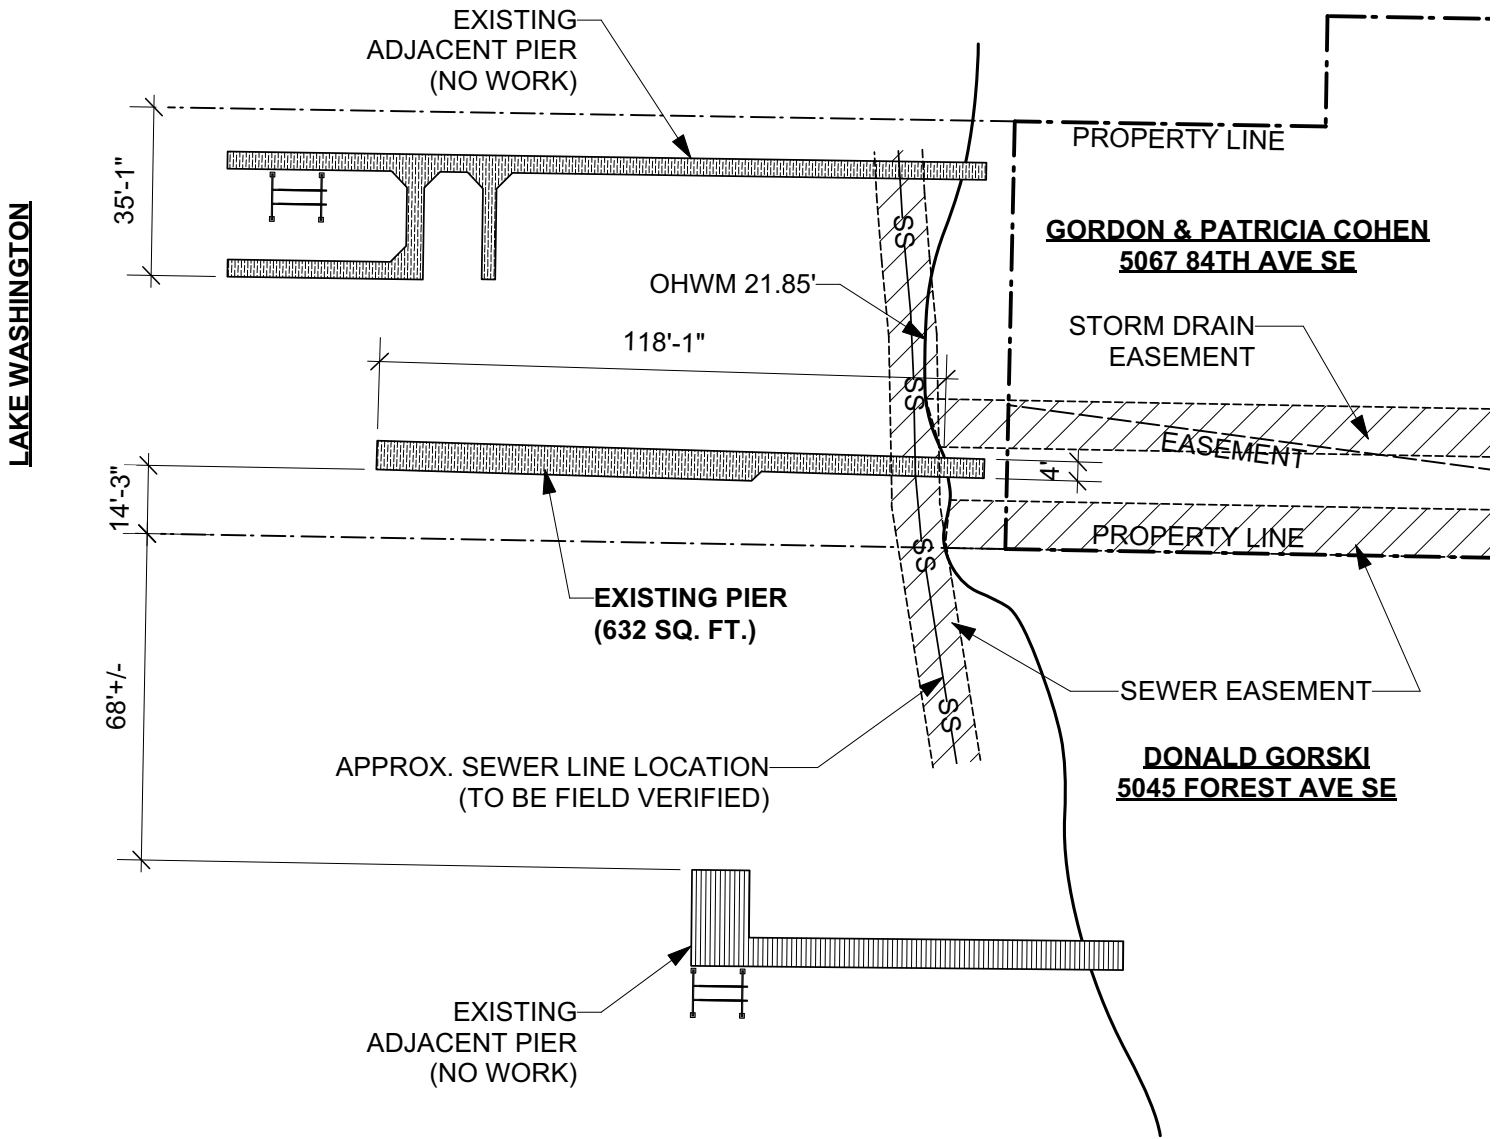 EXISTING
ADJACENT PIER
(NO WORK)
PROPERTY LINE
35'-1"
LAKE WASHINGTON
GORDON & PATRICIA COHEN
5067 84TH AVE SE
SS
OHWM 21.85'
STORM DRAIN
EASEMENT
118'-1"
SS
EASEMENT
4'
14'-3"
PROPERTY LINE
SS
EXISTING PIER
(632 SQ. FT.)
68'+/-
SEWER EASEMENT
SS
APPROX. SEWER LINE LOCATION
(TO BE FIELD VERIFIED)
DONALD GORSKI
5045 FOREST AVE SE
EXISTING
ADJACENT PIER
(NO WORK)